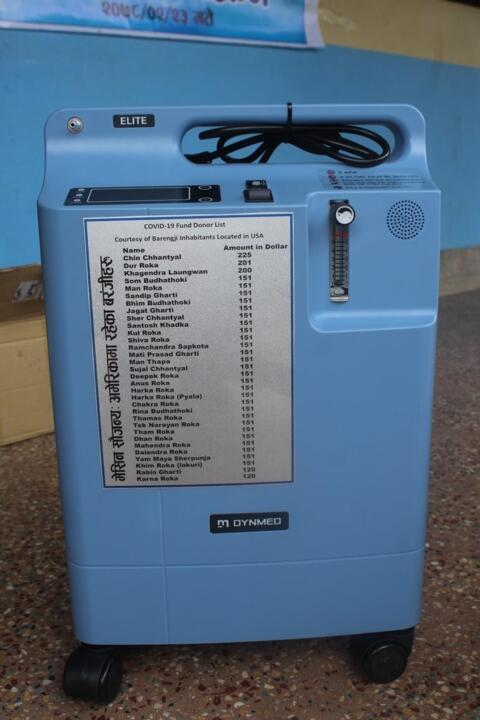 २०७८/०२/२३ गते
ELITE
COVID-19 Fund Donor List
Courtesy of Barengji Inhabitants Located in USA
Name Amount in Dollar
Chin Chhantyal 225
Dur Roka 201
Khagendra Laungwan 200
Som Budhathoki 151
Man Roka 151
Sandip Gharti 151
Bhim Budhathoki 151
Jagat Gharti 151
Sher Chhantyal 151
Santosh Khadka 151
Kul Roka 151
Shiva Roka 151
Ramchandra Sapkota 151
Mati Prasad Gharti 151
Man Thapa 151
Sujal Chhantyal 151
Deepak Roka 151
Anus Roka 151
Harka Roka 151
Harka Roka (Pyala) 151
Chakra Roka 151
Rina Budhathoki 151
Thamas Roka 151
Tek Narayan Roka 151
Tham Roka 151
Dhan Roka 151
Mahendra Roka 151
Dalendra Roka 151
Yam Maya Sherpunja 151
Khim Roka (lokuri) 151
Rabin Gharti 120
Karna Roka 120
मेसिन सौजन्य: अमेरिकामा रहेका बरंजीहरु
DYNMED